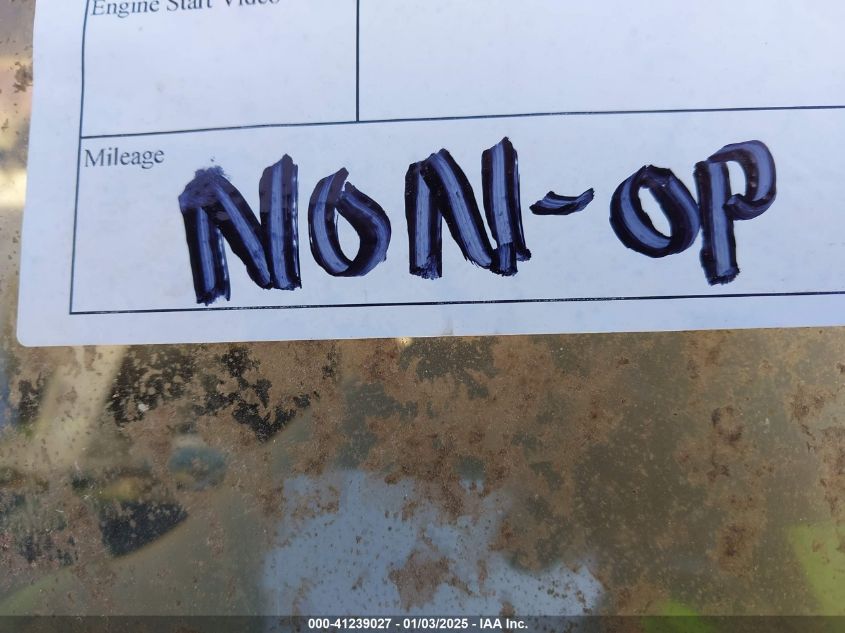 Engine Start Video
Mileage
NON-OP
000-41239027 - 01/03/2025 - IAA Inc.